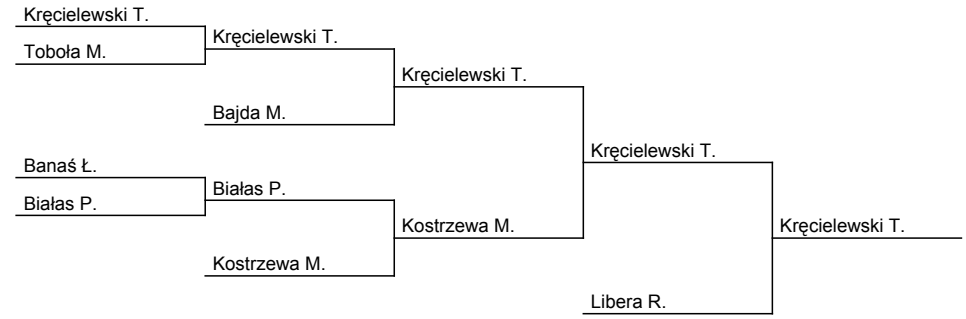 Kręcielewski T.
Toboła M.
Kręcielewski T.
Bajda M.
Kręcielewski T.
Banaś Ł.
Białas P.
Białas P.
Kostrzewa M.
Kostrzewa M.
Kręcielewski T.
Libera R.
Kręcielewski T.